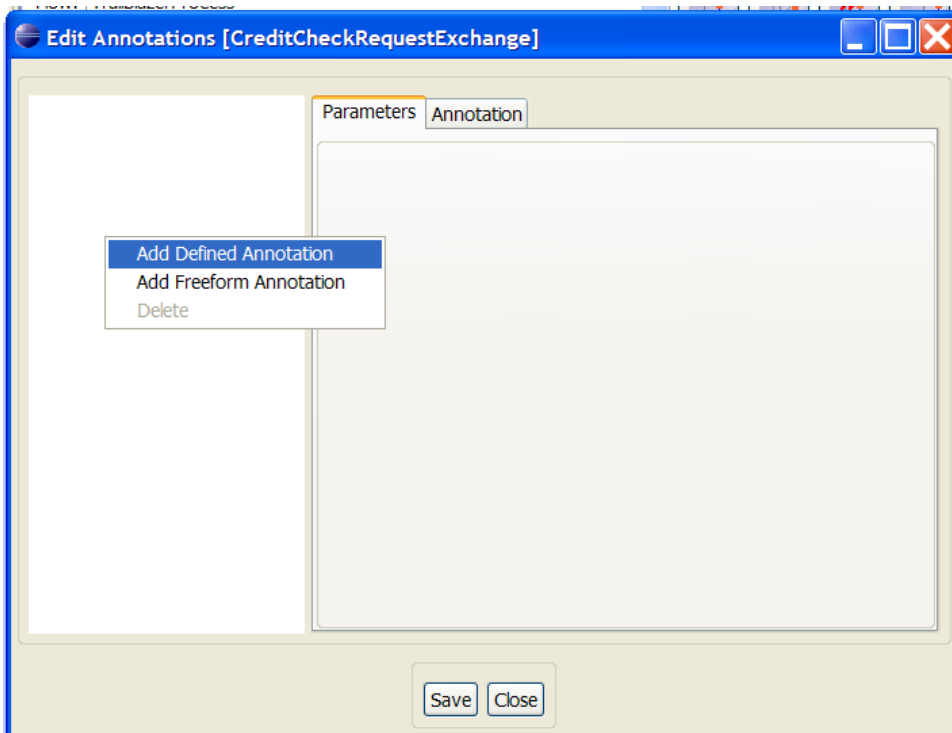 Edit Annotations [CreditCheckRequestExchange]
Parameters Annotation
Add Defined Annotation
Add Freeform Annotation
Delete
Save Close